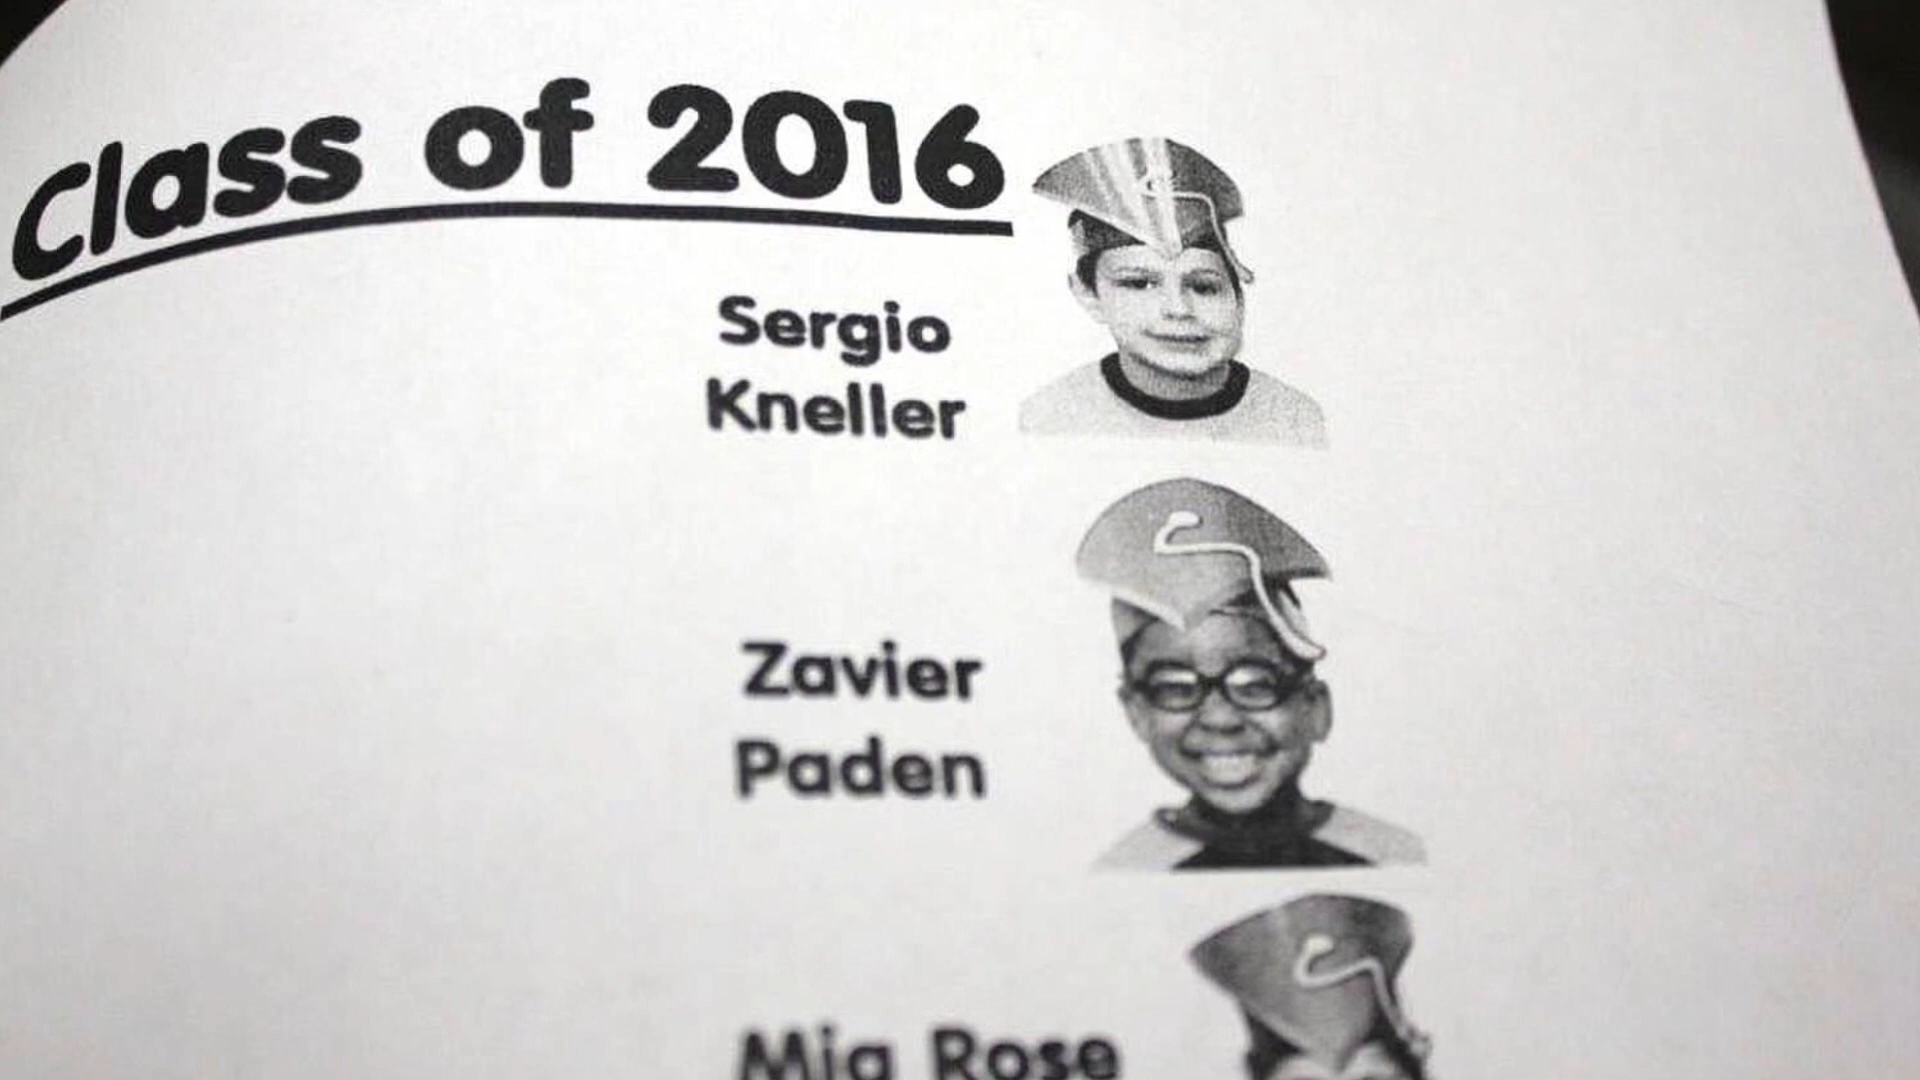 Class of 2016
Sergio
Kneller
Zavier
Paden
Mia Rose